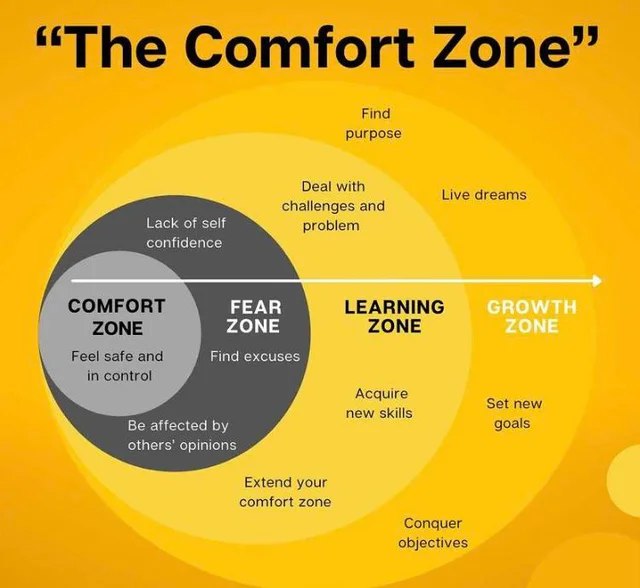 “The Comfort Zone”
Find
purpose
Deal with
challenges and
problem
Live dreams
Lack of self
confidence
COMFORT
ZONE
Feel safe and
in control
FEAR
ZONE
Find excuses
LEARNING
ZONE
GROWTH
ZONE
Acquire
new skills
Set new
goals
Be affected by
others' opinions
Extend your
comfort zone
Conquer
objectives